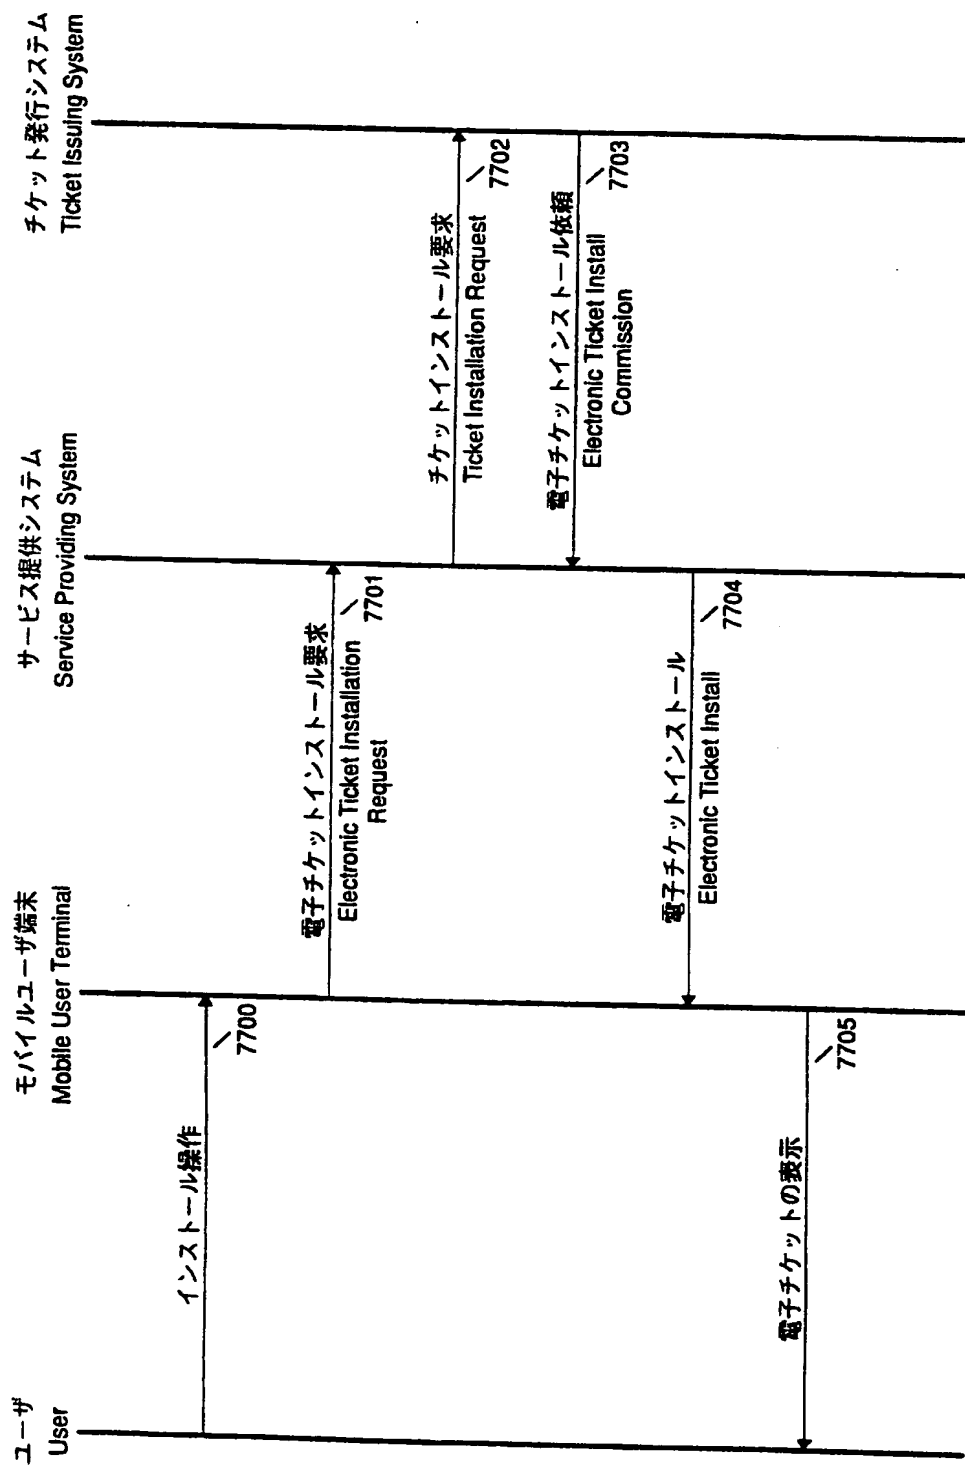 ユーザ
User
モバイルユーザ端末
Mobile User Terminal
サービス提供システム
Service Providing System
チケット発行システム
Ticket Issuing System
インストール操作
7700
電子チケットインストール要求
7701
Electronic Ticket Installation
Request
チケットインストール要求
7702
Ticket Installation Request
電子チケットインストール依頼
7703
Electronic Ticket Install
Commission
電子チケットインストール
7704
Electronic Ticket Install
電子チケットの表示
7705